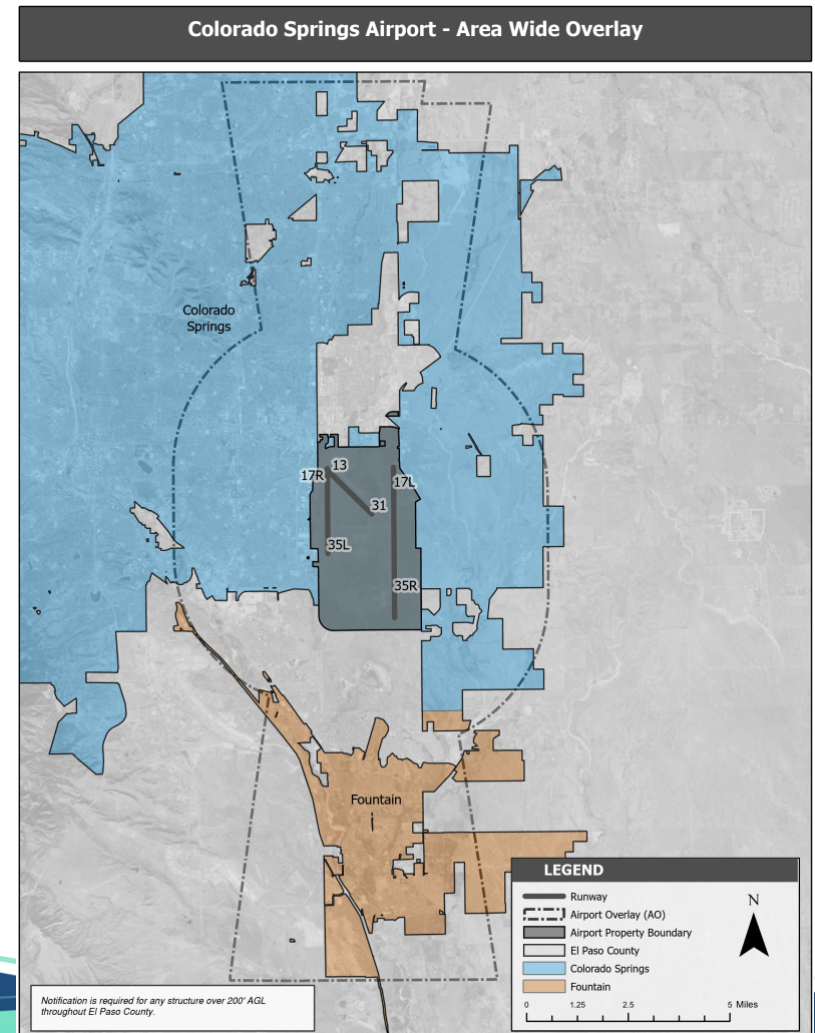 Colorado Springs Airport - Area Wide Overlay
Colorado
Springs
13
17R
17L
31
35L
35R
Fountain
LEGEND
Runway
Airport Overlay (AO)
Airport Property Boundary
El Paso County
Colorado Springs
Fountain
N
0 1.25 2.5 5 Miles
Notification is required for any structure over 200' AGL
throughout El Paso County.